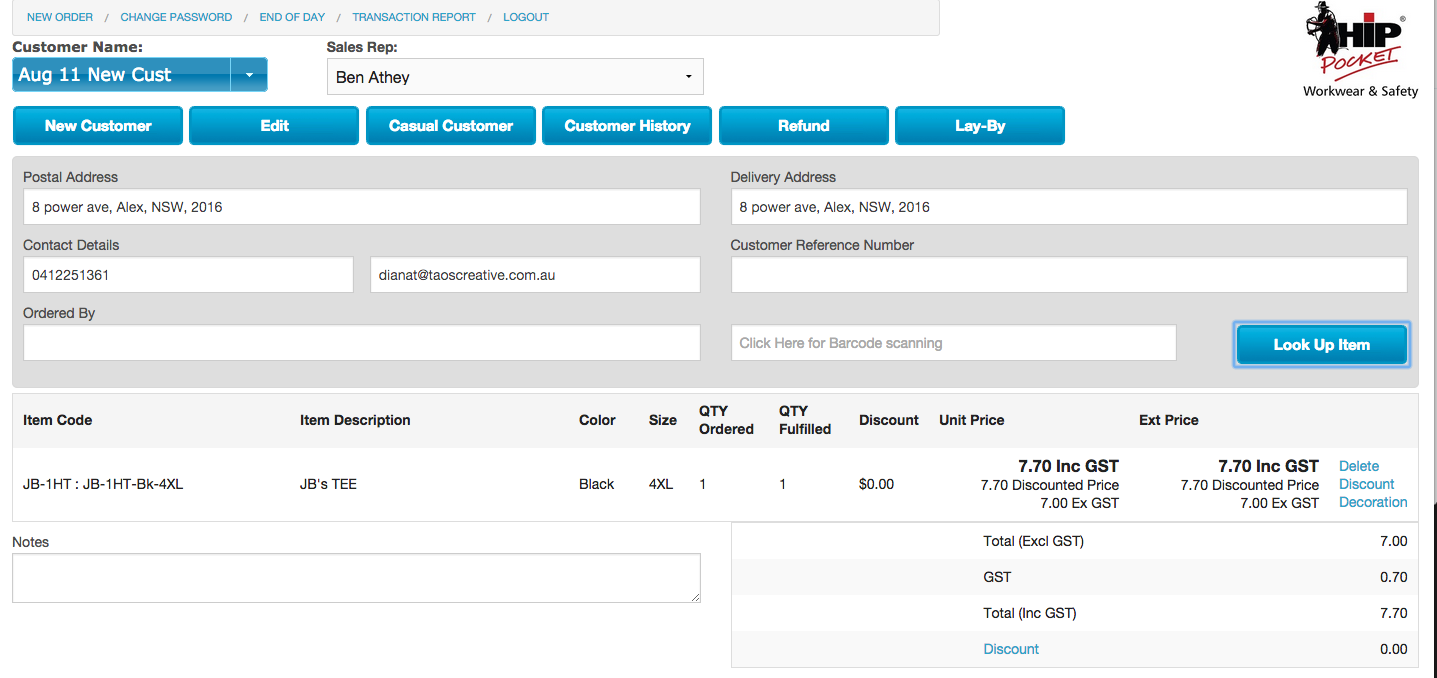 NEW ORDER / CHANGE PASSWORD / END OF DAY / TRANSACTION REPORT / LOGOUT
HIP®
POCKET
Workwear & Safety
Customer Name: Sales Rep:
Aug 11 New Cust Ben Athey
New Customer Edit Casual Customer Customer History Refund Lay-By
Postal Address Delivery Address
8 power ave, Alex, NSW, 2016 8 power ave, Alex, NSW, 2016
Contact Details Customer Reference Number
0412251361 dianat@taoscreative.com.au
Ordered By
Click Here for Barcode scanning Look Up Item
Item Code Item Description Color Size QTY Ordered QTY Fulfilled Discount Unit Price Ext Price
JB-1HT : JB-1HT-Bk-4XL JB's TEE Black 4XL 1 1 $0.00
7.70 Inc GST 7.70 Inc GST Delete
7.70 Discounted Price 7.70 Discounted Price Discount
7.00 Ex GST 7.00 Ex GST Decoration
Notes
Total (Excl GST) 7.00
GST 0.70
Total (Inc GST) 7.70
Discount 0.00